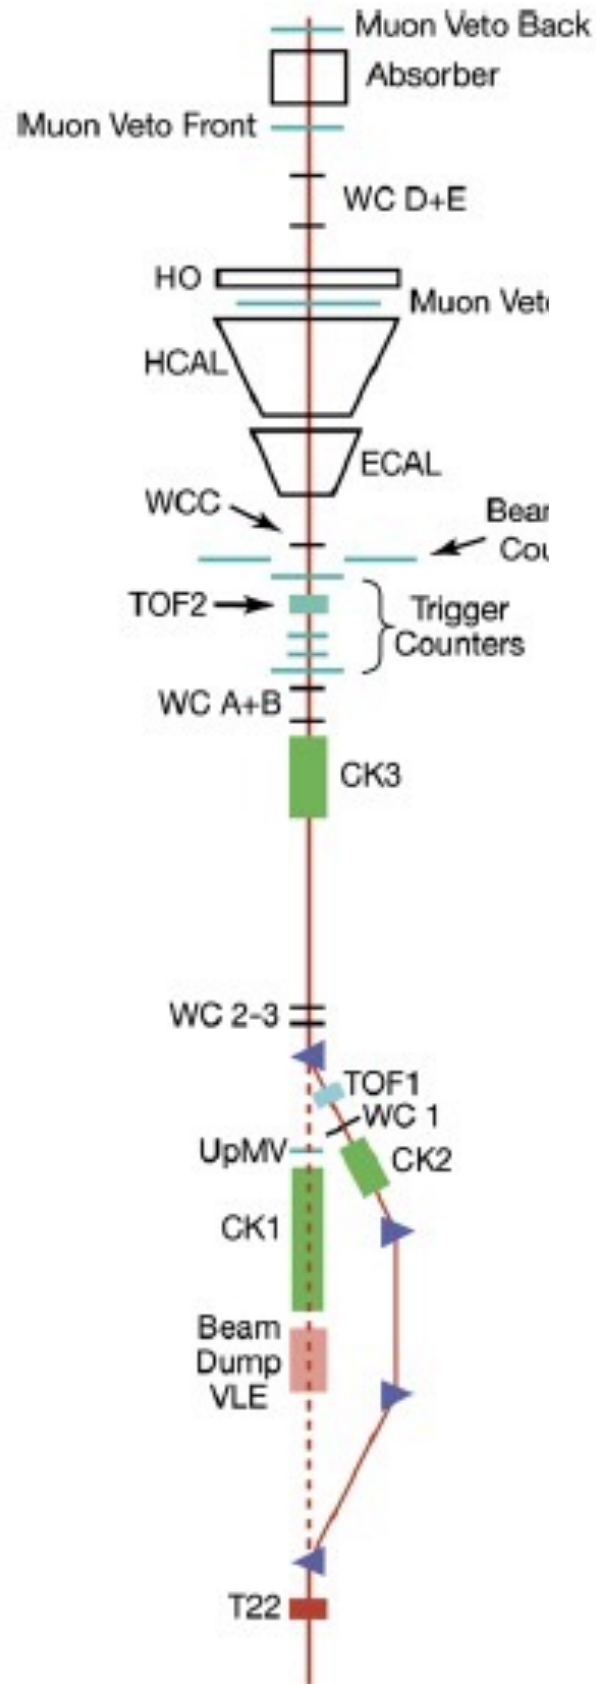 Muon Veto Back
Absorber
Muon Veto Front
WC D+E
HO
Muon
HCAL
ECAL
WCC
TOF2
Trigger
Counters
WC A+B
CK3
WC 2-3
TOF1
WC 1
UpMV
CK2
CK1
Beam
Dump
VLE
T22